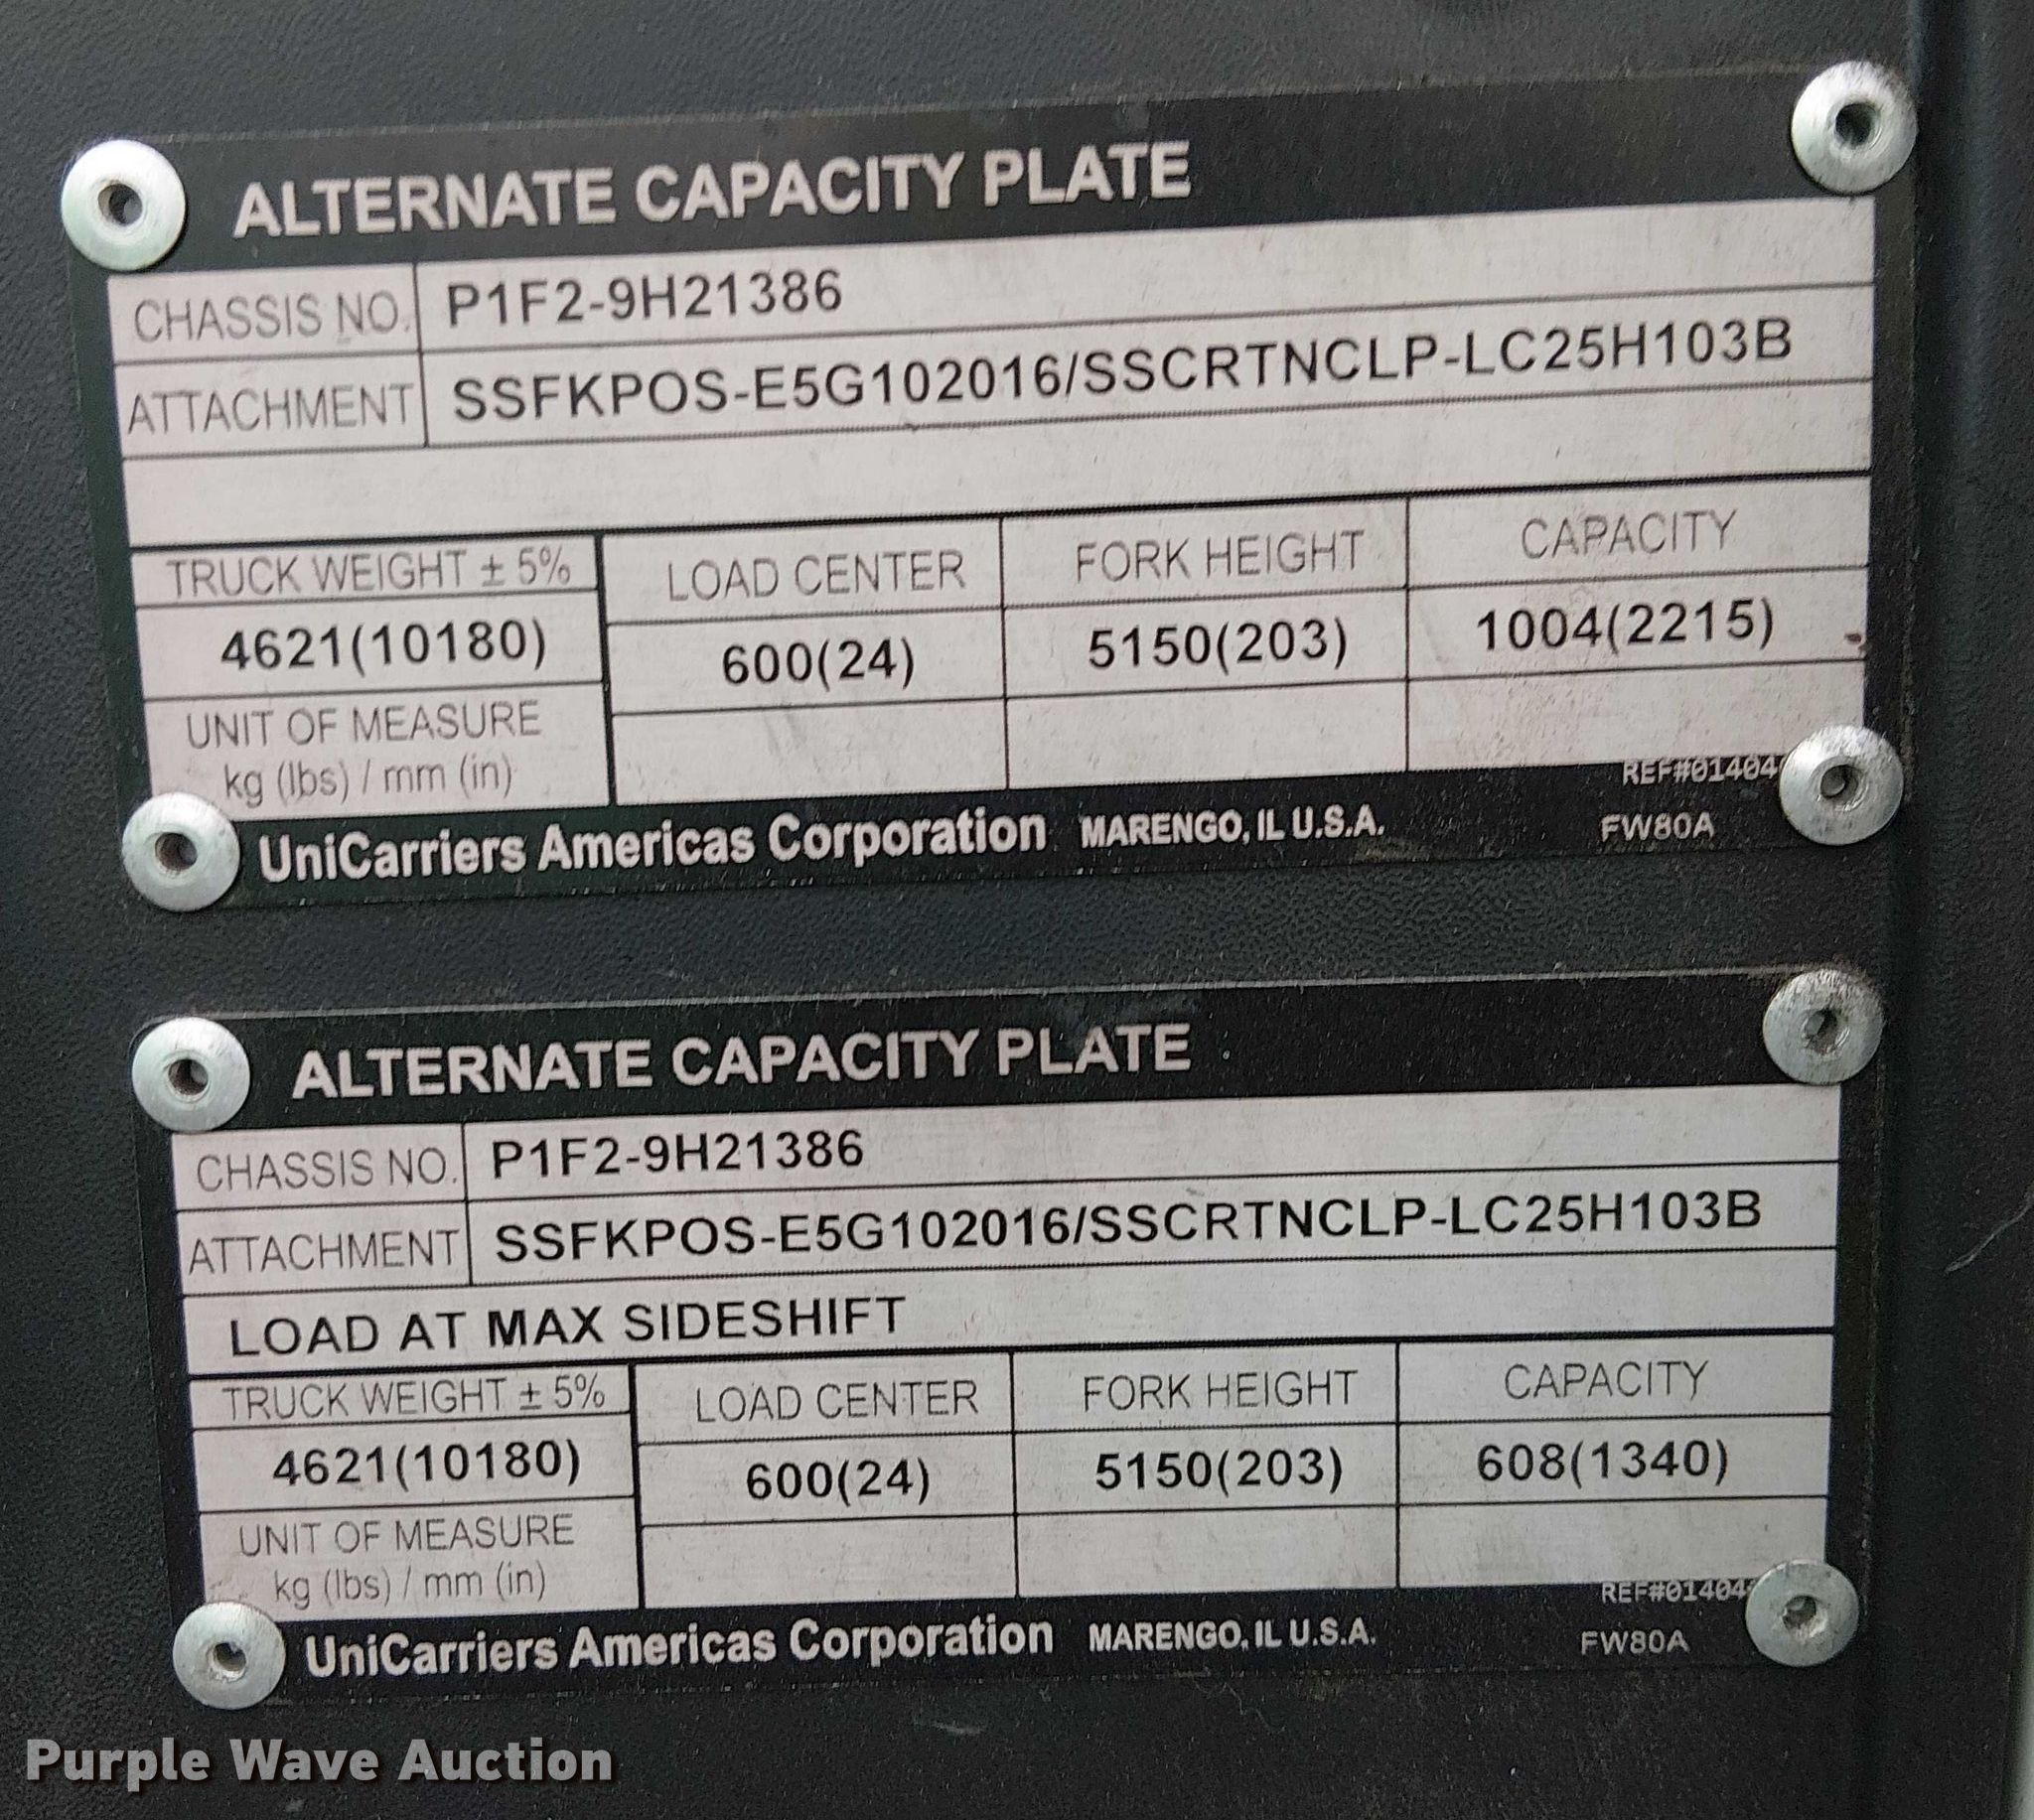 ALTERNATE CAPACITY PLATE
CHASSIS NO. P1F2-9H21386
ATTACHMENT SSFKPOS-E5G102016/SSCRTNCLP-LC25H103B
TRUCK WEIGHT ± 5% LOAD CENTER FORK HEIGHT CAPACITY
4621(10180) 600(24) 5150(203) 1004(2215)
UNIT OF MEASURE
kg (lbs) / mm (in)
REF#01404
UniCarriers Americas Corporation MARENGO, IL U.S.A. FW80A
ALTERNATE CAPACITY PLATE
CHASSIS NO. P1F2-9H21386
ATTACHMENT SSFKPOS-E5G102016/SSCRTNCLP-LC25H103B
LOAD AT MAX SIDESHIFT
TRUCK WEIGHT ± 5% LOAD CENTER FORK HEIGHT CAPACITY
4621(10180) 600(24) 5150(203) 608(1340)
UNIT OF MEASURE
kg (lbs) / mm (in)
REF#01404
UniCarriers Americas Corporation MARENGO, IL U.S.A. FW80A
Purple Wave Auction